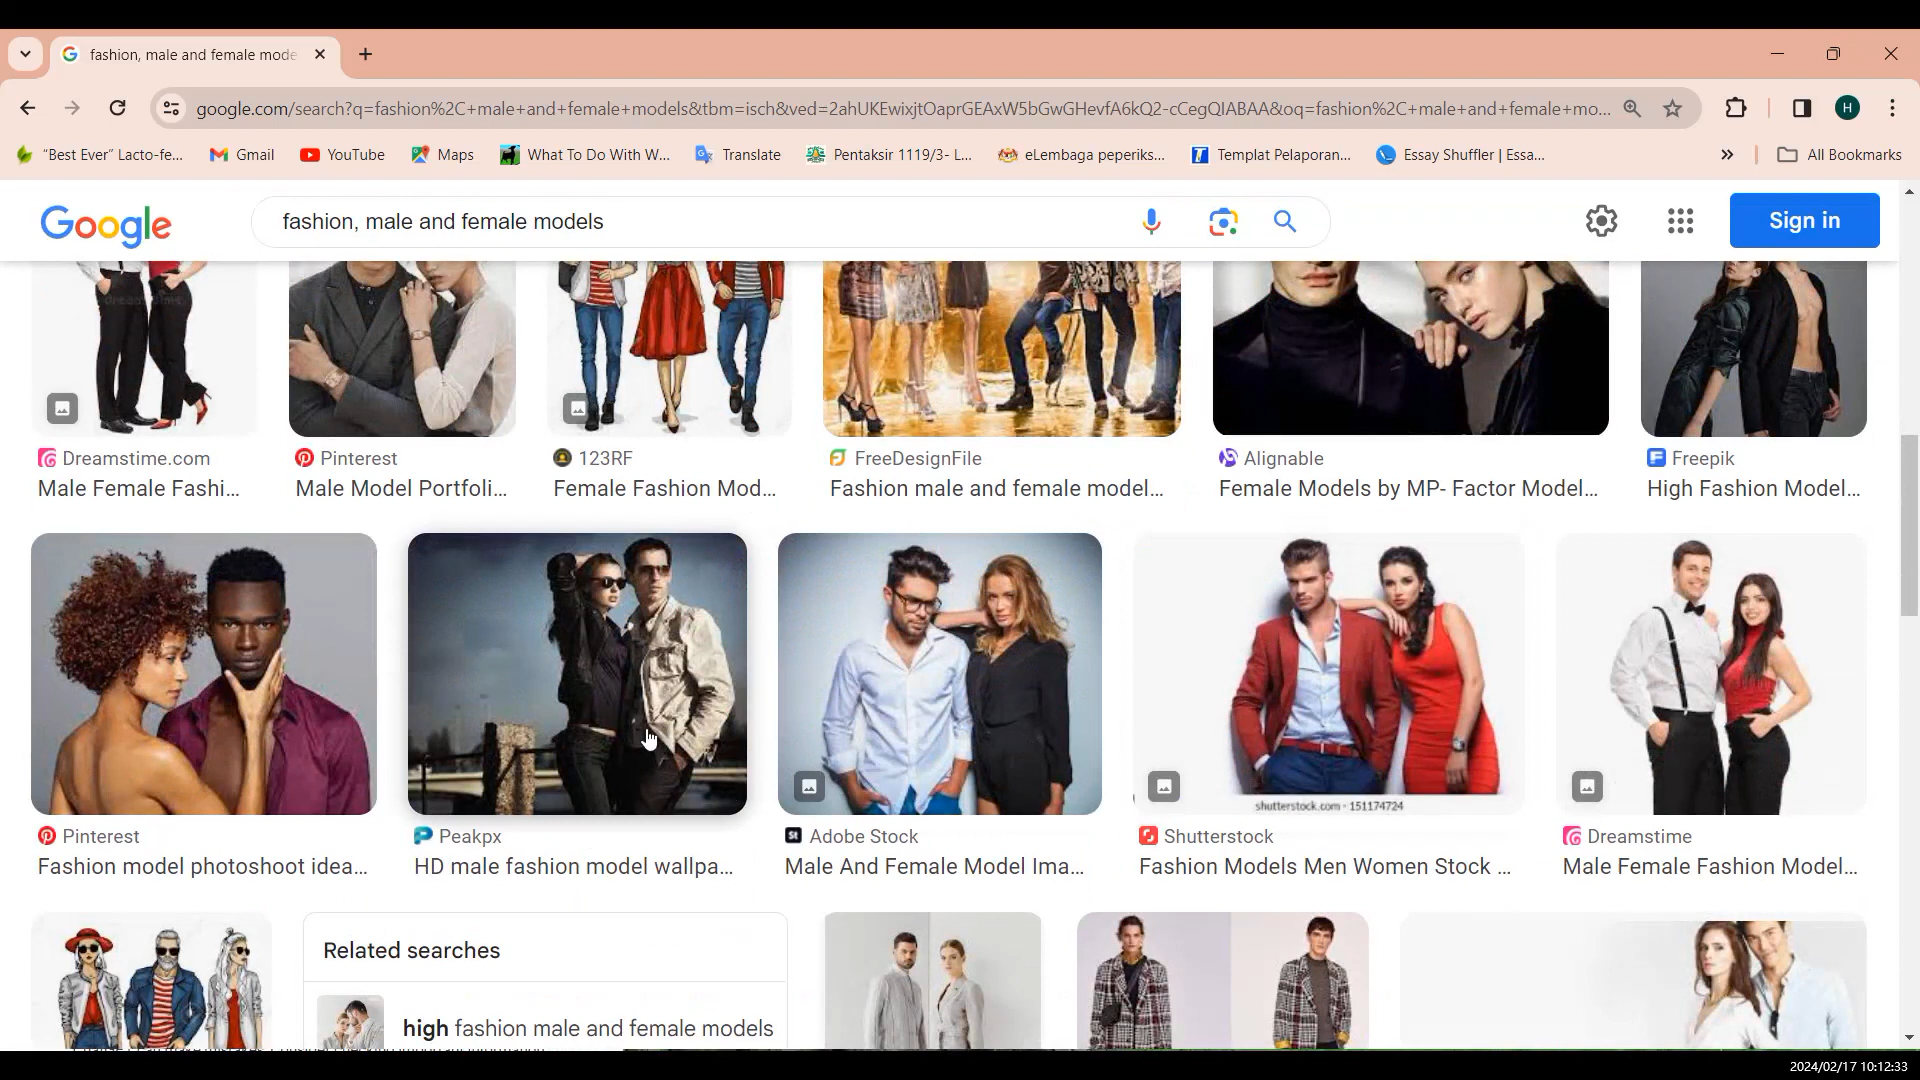 fashion, male and female mode
google.com/search?q=fashion%2C+male+and+female+models&tbm=isch&ved=2ahUKEwixjtOaprGEAxW5bGwGHevfA6kQ2-cCegQIABAA&oq=fashion%2C+male+and+female+mo...
H
"Best Ever" Lacto-fe...
Gmail
YouTube
Maps
What To Do With W...
Translate
Pentaksir 1119/3- L...
eLembaga peperiks...
Templat Pelaporan...
Essay Shuffler | Essa...
All Bookmarks
Google
fashion, male and female models
Sign in
Dreamstime.com
Male Female Fashi...
Pinterest
Male Model Portfoli...
123RF
Female Fashion Mod...
FreeDesignFile
Fashion male and female model...
Alignable
Female Models by MP- Factor Model...
Freepik
High Fashion Model...
shutterstock.com · 151174724
Pinterest
Fashion model photoshoot idea...
Peakpx
HD male fashion model wallpa...
St
Adobe Stock
Male And Female Model Ima...
Shutterstock
Fashion Models Men Women Stock ...
Dreamstime
Male Female Fashion Model...
Related searches
high fashion male and female models
2024/02/17 10:12:33